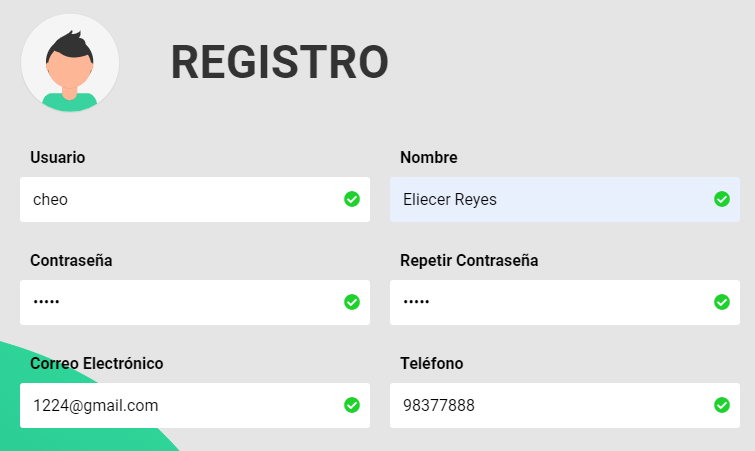 REGISTRO
Usuario
Nombre
cheo
Eliecer Reyes
Contraseña
Repetir Contraseña
•••••
•••••
Correo Electrónico
Teléfono
1224@gmail.com
98377888